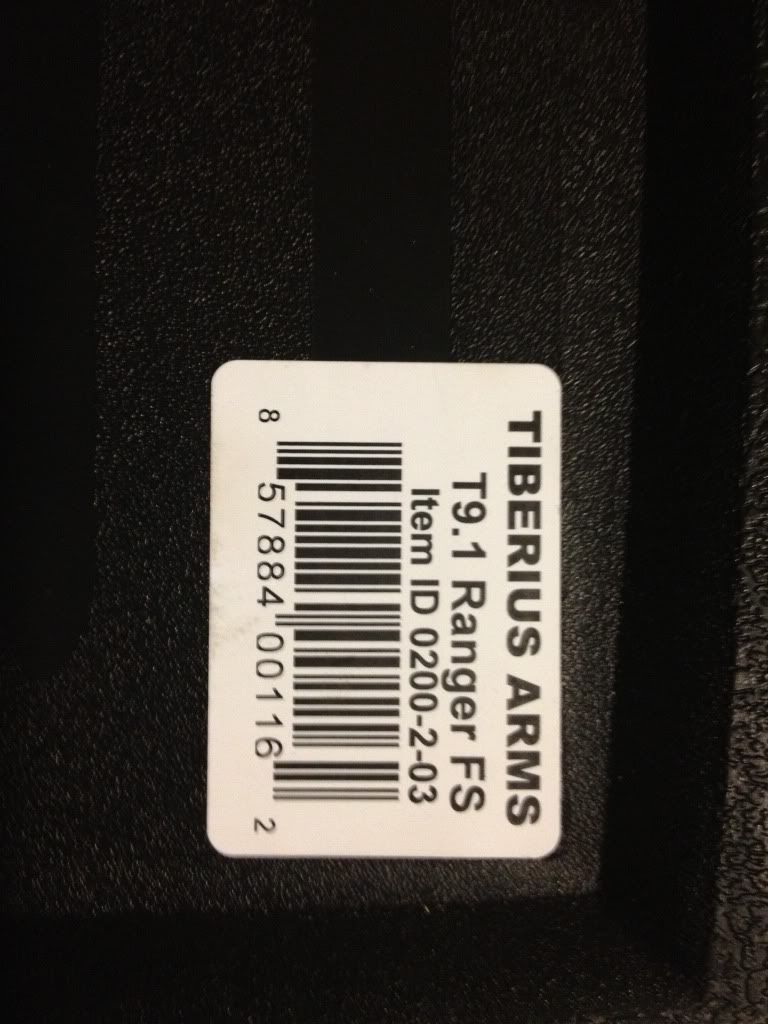 TIBERIUS ARMS
T9.1 Ranger FS
Item ID 0200-2-03
8 57884 00116 2